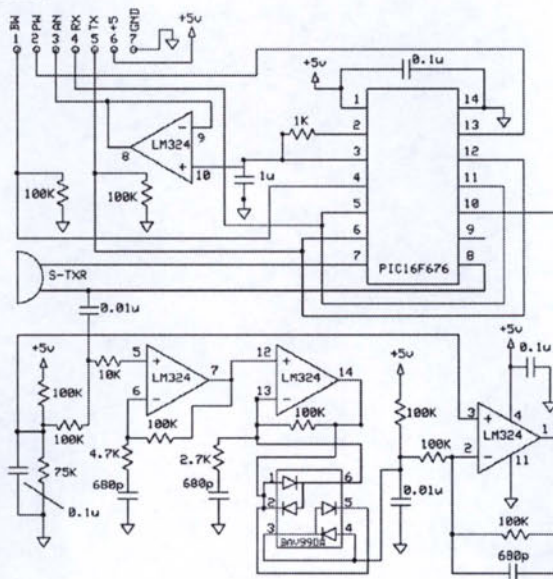 BW PW AN RX TX +5 GND
1 2 3 4 5 6 7
+5v
+5v
0.1u
1 14
1K
2 13
9
8
LM324
10
3 12
1u
4 11
100K
100K
5 10
6 9
7 8
S-TXR
PIC16F676
0.01u
+5v
+5v
0.1u
5
7
12
14
10K
LM324
LM324
6
13
100K
100K
100K
100K
100K
100K
3
4
1
LM324
2
11
4.7K
2.7K
75K
680p
680p
0.1u
1 6
2 5
3 4
BAV99DA
0.01u
100K
680p